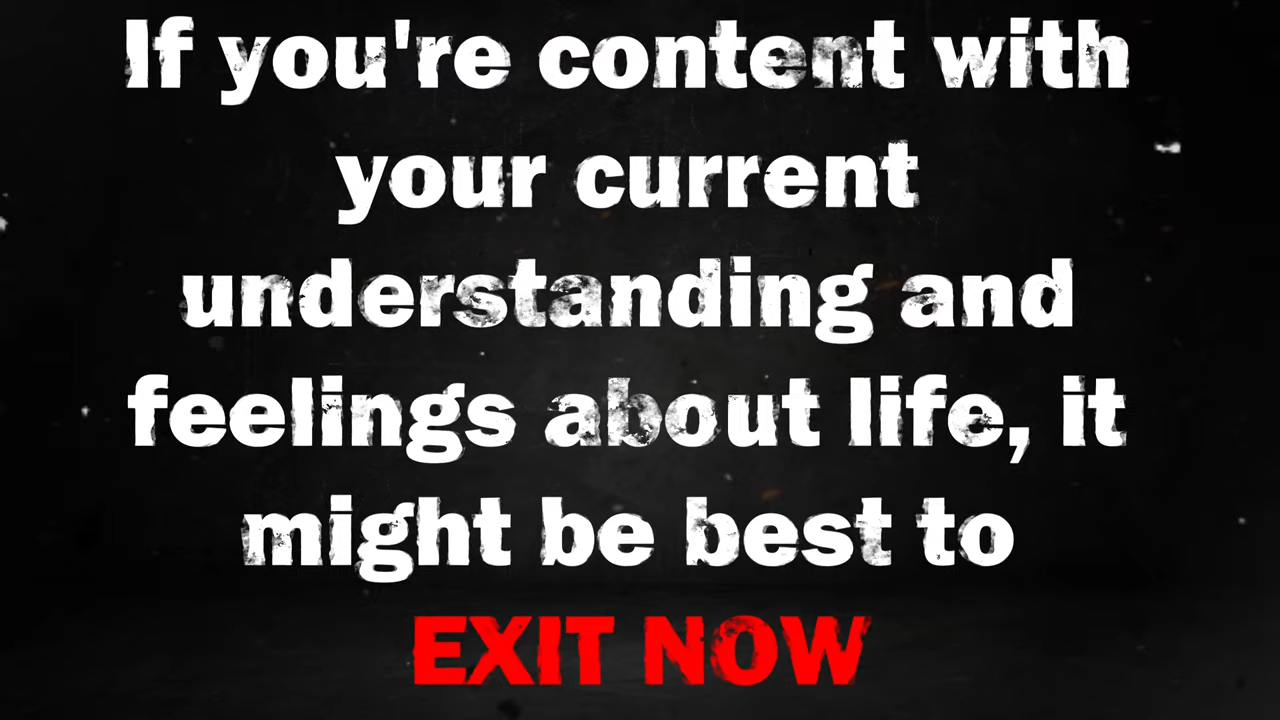 If you're content with
your current
understanding and
feelings about life, it
might be best to
EXIT NOW